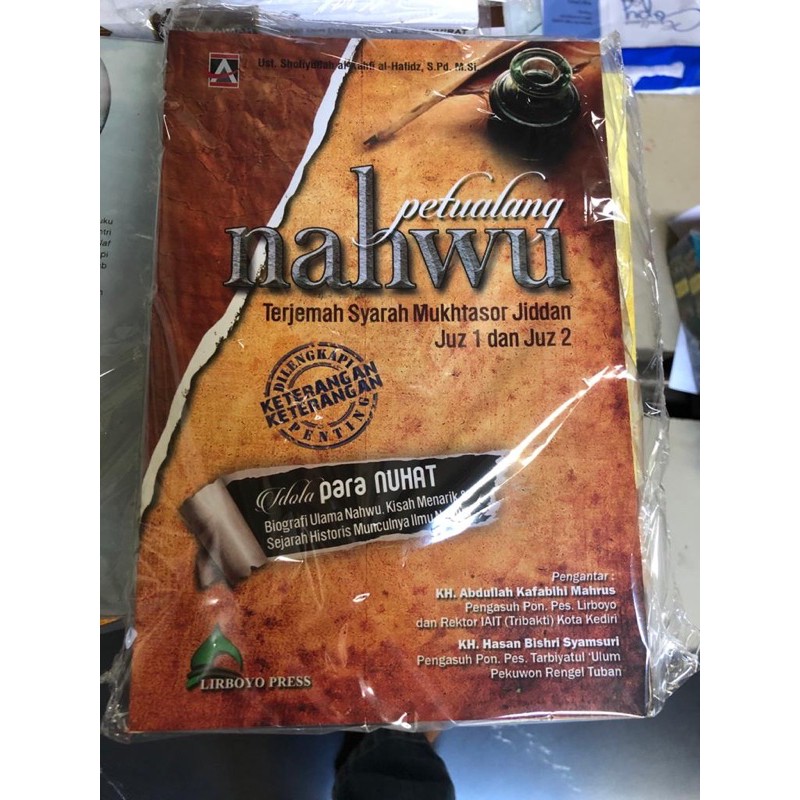 Ust. al-Hafidz, S.Pd. M.Si
petualang
nahwu
Terjemah Syarah Mukhtasor Jiddan
Juz 1 dan Juz 2
DILENGKAPI
KETERANGAN
KETERANGAN
PENTING
Idola para NUHAT
Biografi Ulama Nahwu, Kisah Menarik
Sejarah Historis Munculnya Ilmu
Pengantar :
KH. Abdullah Kafabihi Mahrus
Pengasuh Pon. Pes. Lirboyo
dan Rektor IAIT (Tribakti) Kota Kediri
KH. Hasan Bishri Syamsuri
Pengasuh Pon. Pes. Tarbiyatul 'Ulum
Pekuwon Rengel Tuban
LIRBOYO PRESS